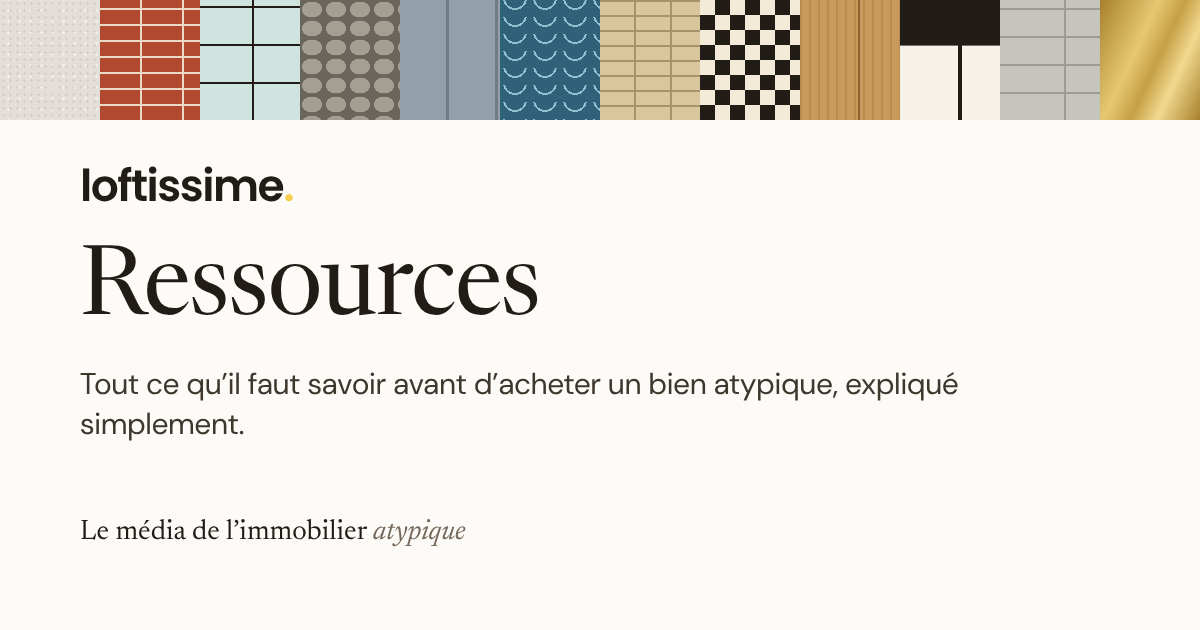 loftissime.
Ressources
Tout ce qu’il faut savoir avant d’acheter un bien atypique, expliqué
simplement.
Le média de l’immobilier atypique